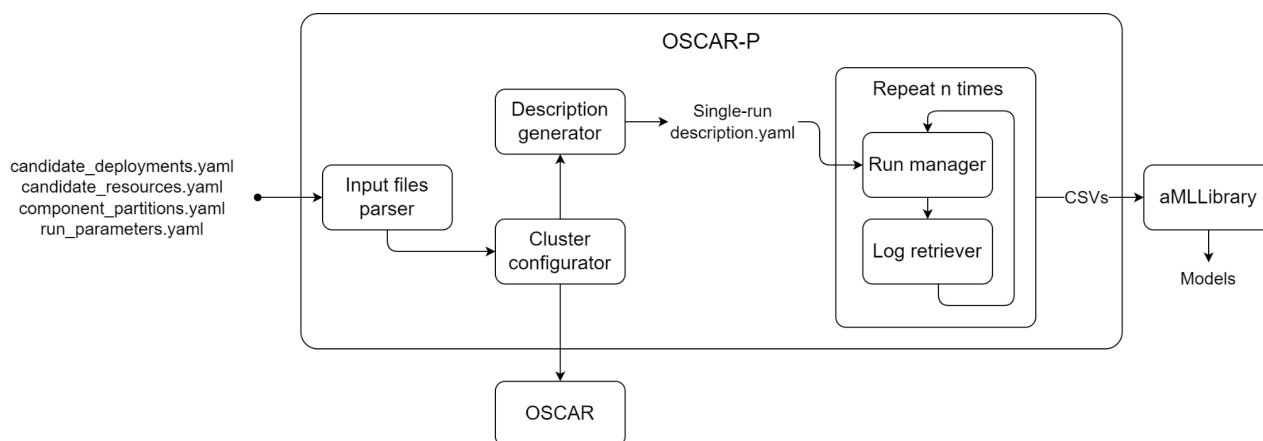 OSCAR-P
Repeat n times
Description
generator
Single-run
description.yaml
Run manager
candidate_deployments.yaml
candidate_resources.yaml
component_partitions.yaml
run_parameters.yaml
Input files
parser
CSVs
aMLLibrary
Cluster
configurator
Log retriever
Models
OSCAR